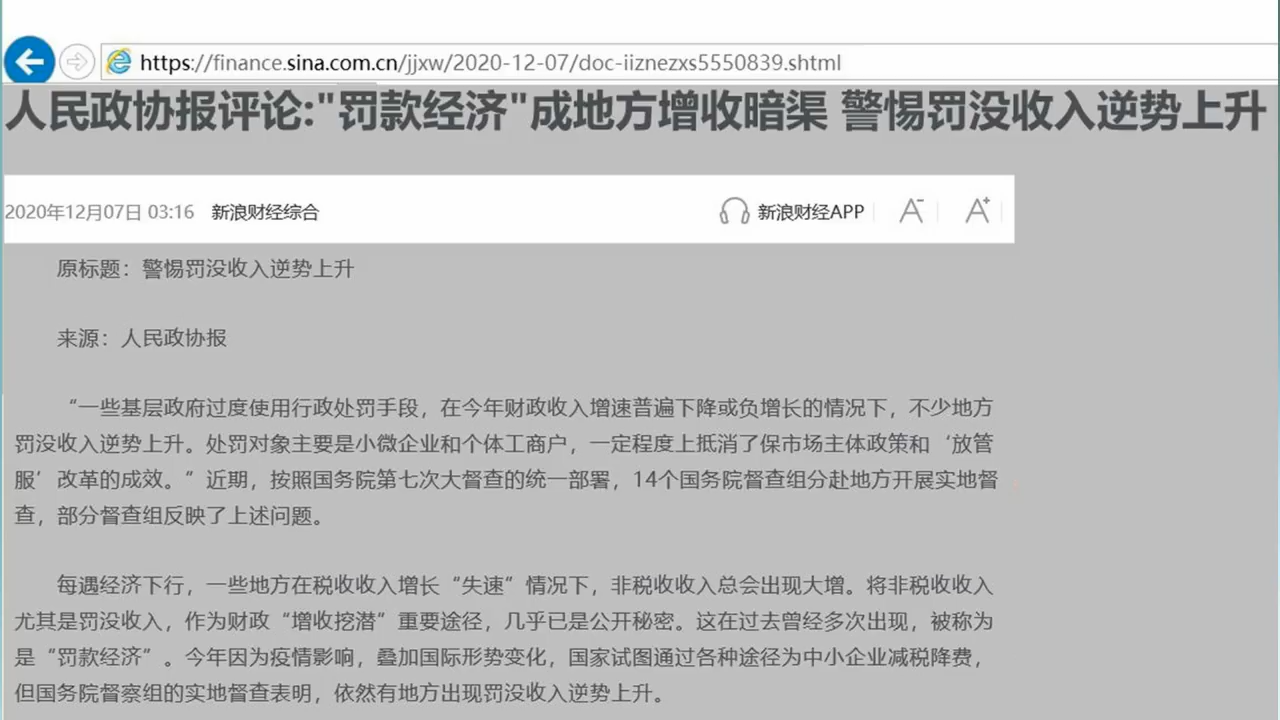 https://finance.sina.com.cn/jjxw/2020-12-07/doc-iiznezxs5550839.shtml
人民政协报评论:"罚款经济"成地方增收暗渠 警惕罚没收入逆势上升
2020年12月07日 03:16 新浪财经综合 新浪财经APP A- A+
原标题：警惕罚没收入逆势上升
来源：人民政协报
“一些基层政府过度使用行政处罚手段，在今年财政收入增速普遍下降或负增长的情况下，不少地方
罚没收入逆势上升。处罚对象主要是小微企业和个体工商户，一定程度上抵消了保市场主体政策和‘放管
服’改革的成效。”近期，按照国务院第七次大督查的统一部署，14个国务院督查组分赴地方开展实地督
查，部分督查组反映了上述问题。
每遇经济下行，一些地方在税收收入增长“失速”情况下，非税收收入总会出现大增。将非税收收入
尤其是罚没收入，作为财政“增收挖潜”重要途径，几乎已是公开秘密。这在过去曾经多次出现，被称为
是“罚款经济”。今年因为疫情影响，叠加国际形势变化，国家试图通过各种途径为中小企业减税降费，
但国务院督察组的实地督查表明，依然有地方出现罚没收入逆势上升。